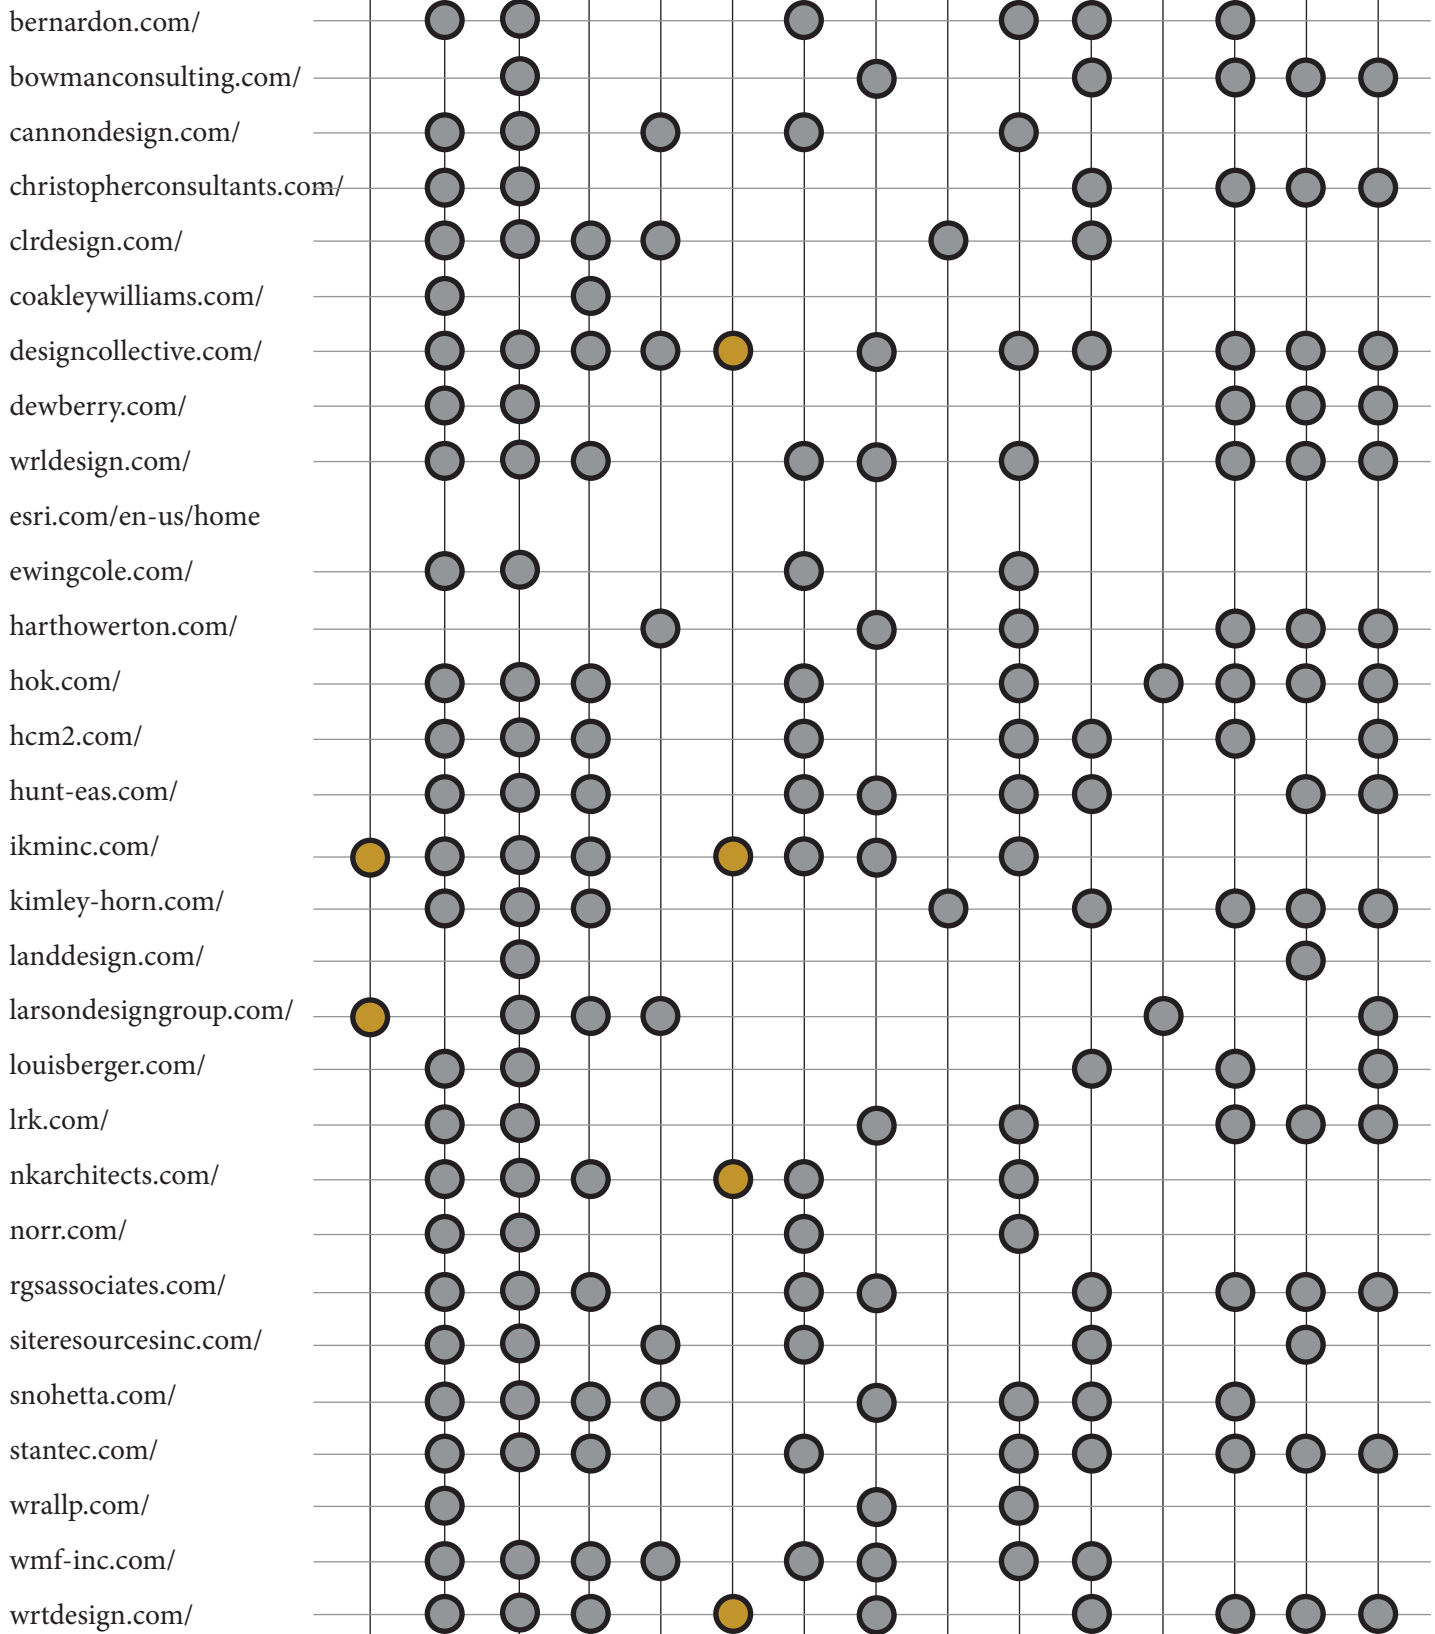 bernardon.com/
bowmanconsulting.com/
cannondesign.com/
christopherconsultants.com/
clrdesign.com/
coakleywilliams.com/
designcollective.com/
dewberry.com/
wrldesign.com/
esri.com/en-us/home
ewingcole.com/
harthowerton.com/
hok.com/
hcm2.com/
hunt-eas.com/
ikminc.com/
kimley-horn.com/
landdesign.com/
larsondesigngroup.com/
louisberger.com/
lrk.com/
nkarchitects.com/
norr.com/
rgsassociates.com/
siteresourcesinc.com/
snohetta.com/
stantec.com/
wrallp.com/
wmf-inc.com/
wrtdesign.com/